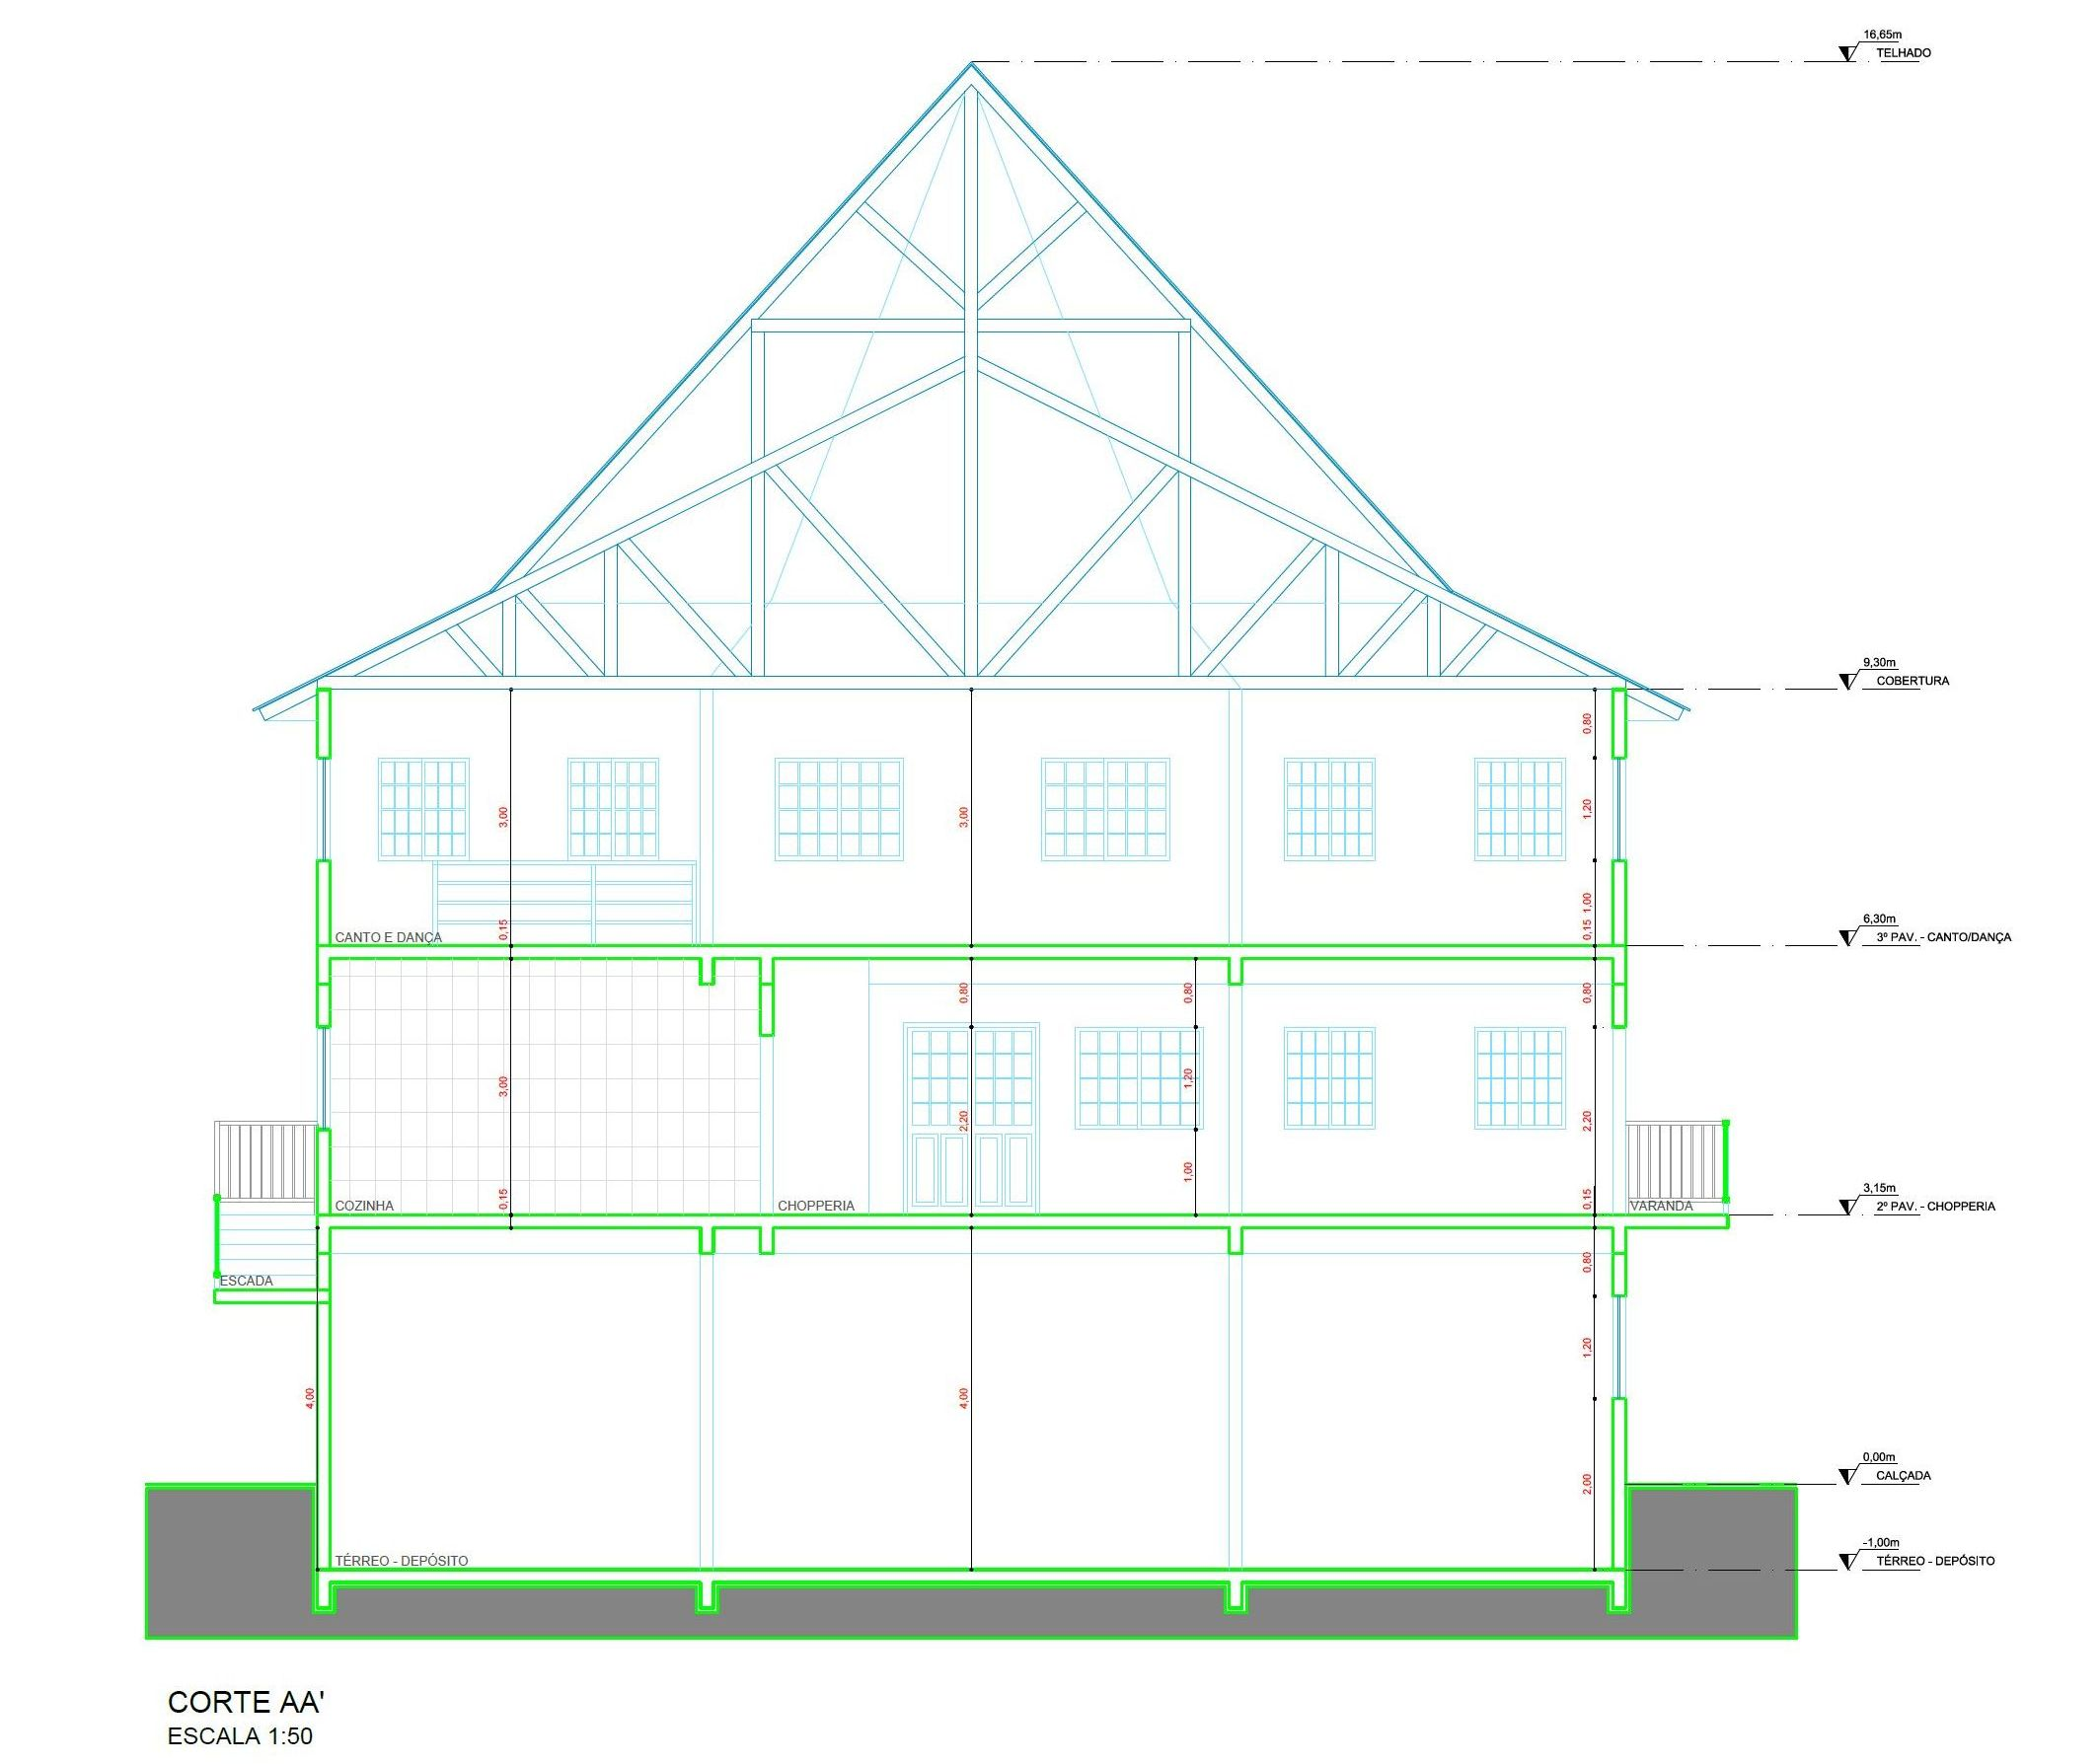 16,65m
TELHADO
9,30m
COBERTURA
0,80
3,00
3,00
1,20
1,00
0,15
0,15
CANTO E DANÇA
6,30m
3º PAV. - CANTO/DANÇA
0,80
0,80
0,80
3,00
1,20
2,20
2,20
1,00
0,15
0,15
COZINHA
CHOPPERIA
VARANDA
3,15m
2º PAV. - CHOPPERIA
0,80
ESCADA
1,20
4,00
4,00
2,00
0,00m
CALÇADA
-1,00m
TÉRREO - DEPÓSITO
TÉRREO - DEPÓSITO
CORTE AA'
ESCALA 1:50